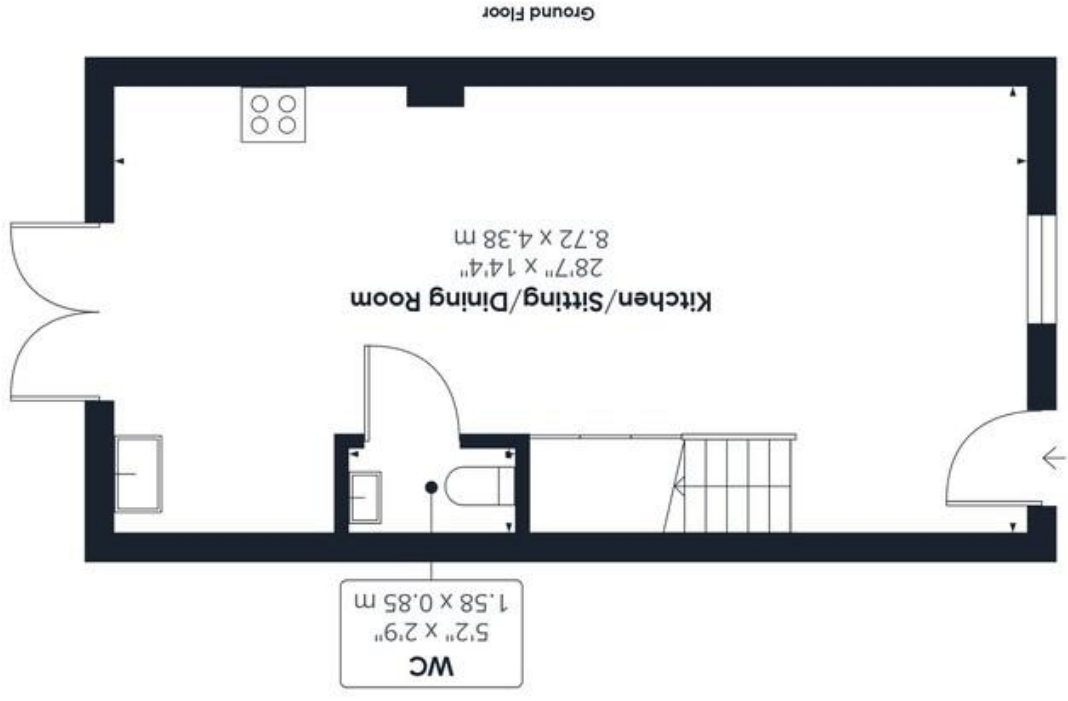 WC
5'2" x 2'9"
1.58 x 0.85 m
Kitchen/Sitting/Dining Room
28'7" x 14'4"
8.72 x 4.38 m
Ground Floor